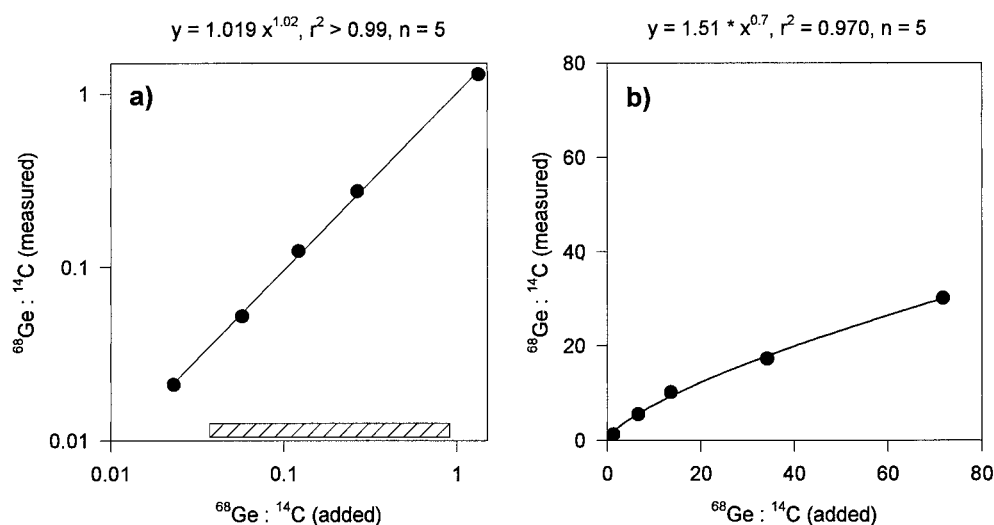 y = 1.019 x^1.02, r² > 0.99, n = 5
a)
1
0.1
0.01
0.01
0.1
1
⁶⁸Ge : ¹⁴C (measured)
⁶⁸Ge : ¹⁴C (added)
y = 1.51 * x^0.7, r² = 0.970, n = 5
b)
80
60
40
20
0
0
20
40
60
80
⁶⁸Ge : ¹⁴C (measured)
⁶⁸Ge : ¹⁴C (added)